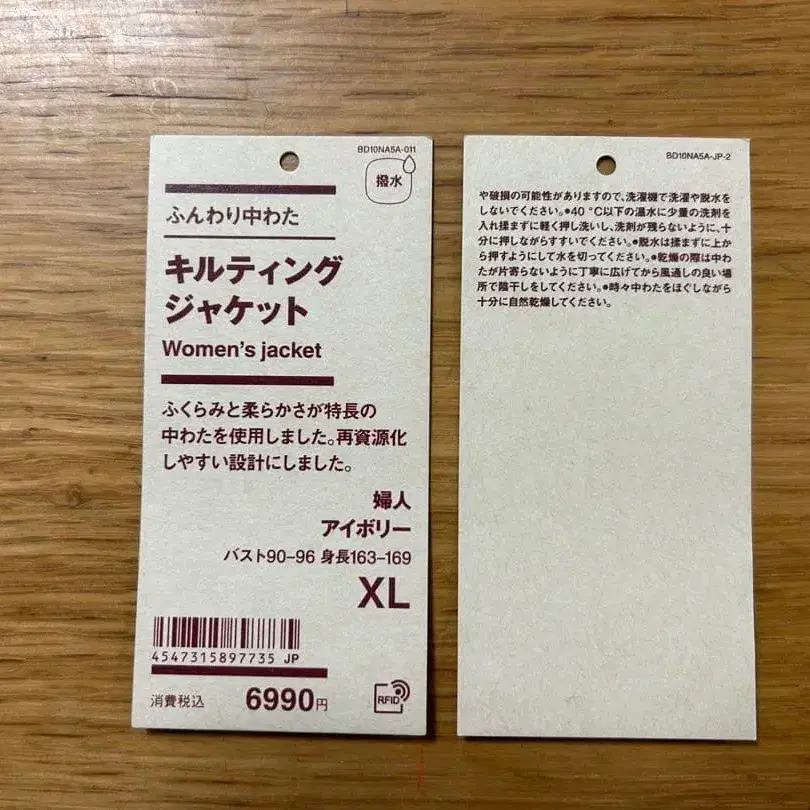 BD10NA5A-011
撥水
ふんわり中わた
キルティング
ジャケット
Women's jacket
ふくらみと柔らかさが特長の
中わたを使用しました。再資源化
しやすい設計にしました。
婦人
アイボリー
バスト90-96 身長163-169
XL
4547315897735 JP
消費税込 6990円
RFID
BD10NA5A-JP-2
や破損の可能性がありますので、洗濯機で洗濯や脱水を
しないでください。●40 °C以下の温水に少量の洗剤を
入れ揉まずに軽く押し洗いし、洗剤が残らないように、十
分に押しながらすすいでください。●脱水は揉まずに上か
ら押すようにして水を切ってください。●乾燥の際は中わ
たが片寄らないように丁寧に広げてから風通しの良い場
所で陰干しをしてください。●時々中わたをほぐしながら
十分に自然乾燥してください。